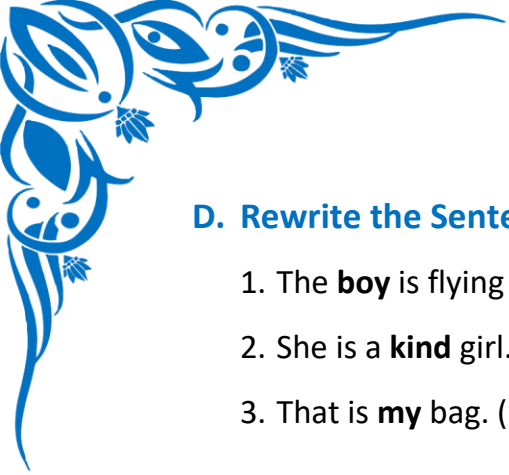 D. Rewrite the Sente
1. The boy is flying
2. She is a kind girl.
3. That is my bag. (